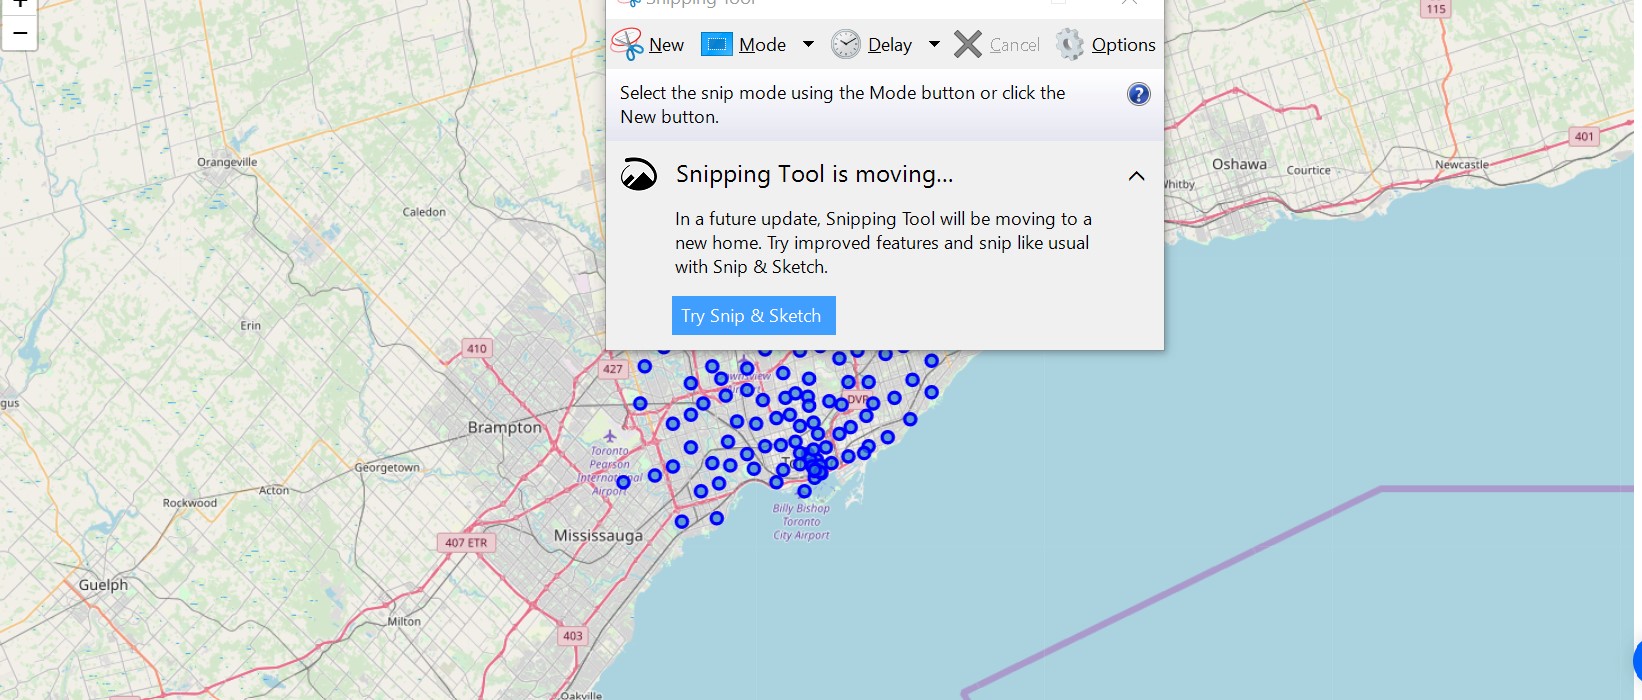 Snipping Tool
New
Mode
Delay
Cancel
Options
Select the snip mode using the Mode button or click the
New button.
Snipping Tool is moving...
In a future update, Snipping Tool will be moving to a
new home. Try improved features and snip like usual
with Snip & Sketch.
Try Snip & Sketch
115
401
Orangeville
Oshawa
Courtice
Newcastle
Whitby
Caledon
Erin
410
427
DVP
gus
Brampton
Toronto
Pearson
International
Airport
Georgetown
Acton
Rockwood
Billy Bishop
Toronto
City Airport
407 ETR
Mississauga
Guelph
Milton
403
Oakville